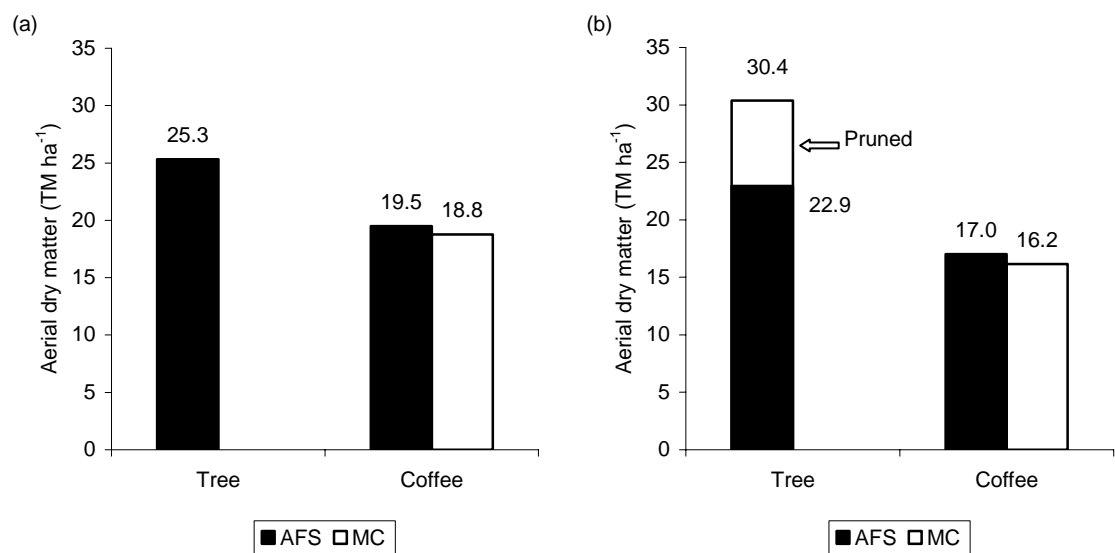 (a)
35
30
25
20
15
10
5
0
Aerial dry matter (TM ha⁻¹)
25.3
19.5
18.8
Tree
Coffee
AFS MC
(b)
35
30
25
20
15
10
5
0
Aerial dry matter (TM ha⁻¹)
30.4
Pruned
22.9
17.0
16.2
Tree
Coffee
AFS MC